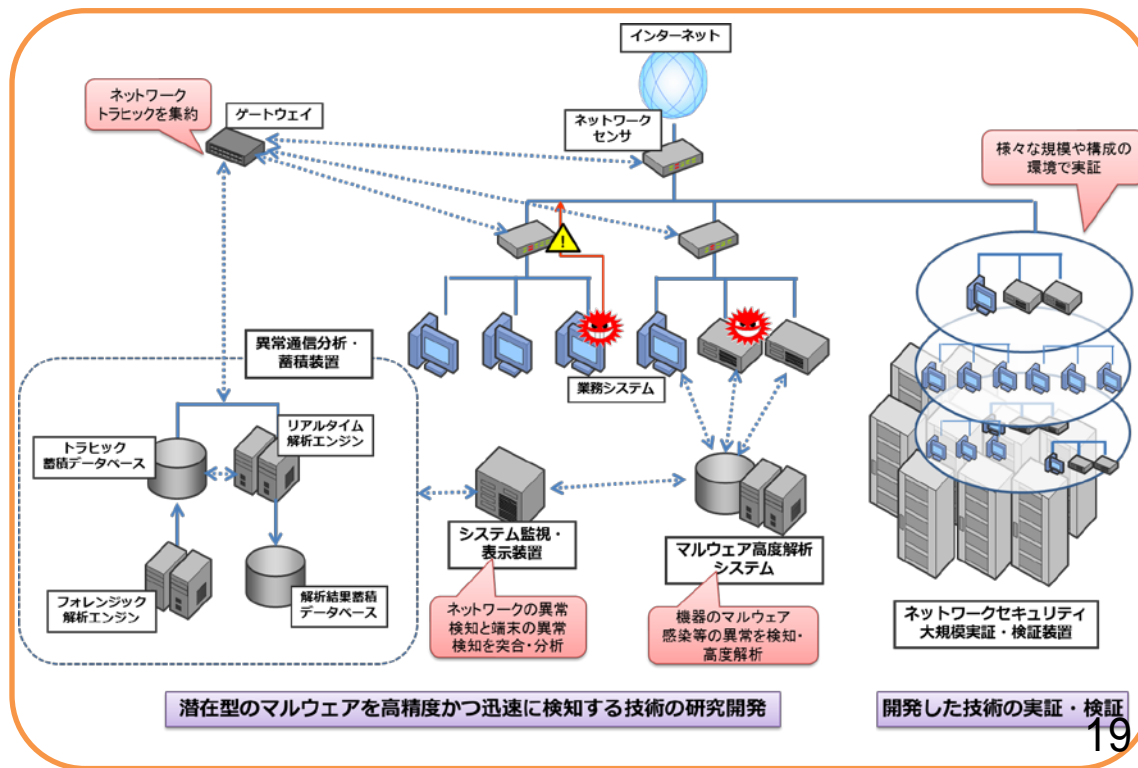 インターネット
ネットワーク
トラヒックを集約
ゲートウェイ
ネットワーク
センサ
様々な規模や構成の
環境で実証
!
異常通信分析・
蓄積装置
業務システム
トラヒック
蓄積データベース
リアルタイム
解析エンジン
システム監視・
表示装置
マルウェア高度解析
システム
フォレンジック
解析エンジン
解析結果蓄積
データベース
ネットワークの異常
検知と端末の異常
検知を突合・分析
機器のマルウェア
感染等の異常を検知・
高度解析
ネットワークセキュリティ
大規模実証・検証装置
潜在型のマルウェアを高精度かつ迅速に検知する技術の研究開発
開発した技術の実証・検証
19